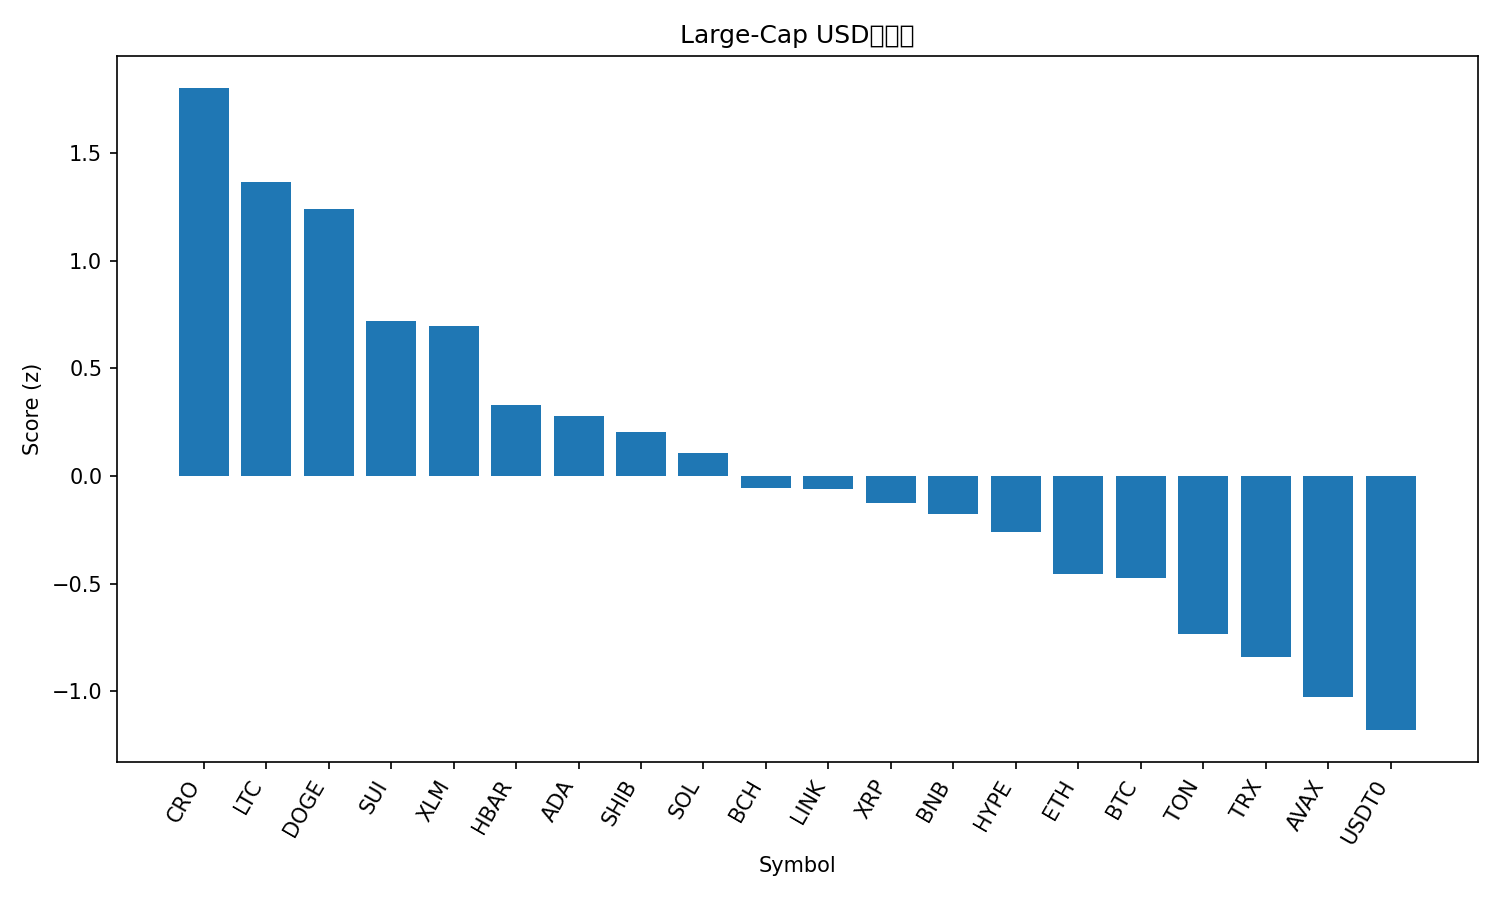 Large-Cap USD
1.5
1.0
0.5
0.0
−0.5
−1.0
Score (z)
CRO
LTC
DOGE
SUI
XLM
HBAR
ADA
SHIB
SOL
BCH
LINK
XRP
BNB
HYPE
ETH
BTC
TON
TRX
AVAX
USDT0
Symbol